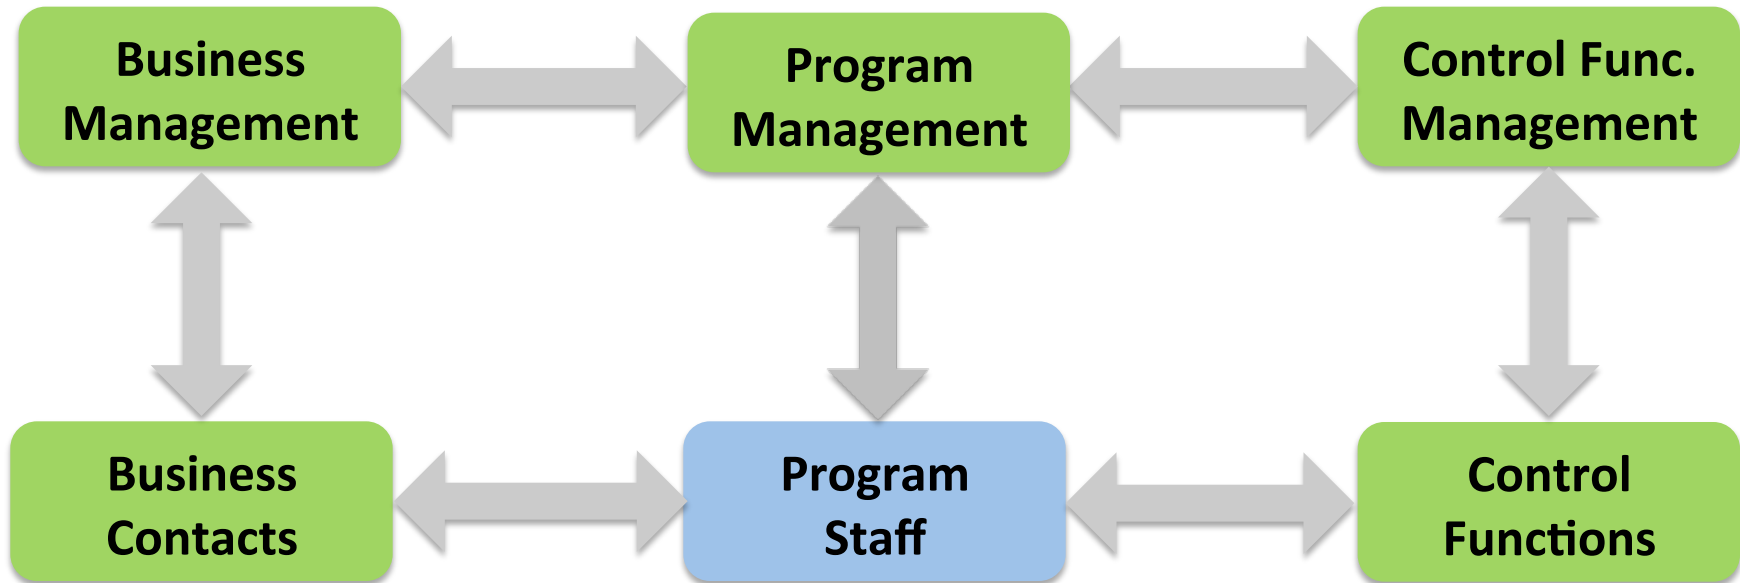 Business
Management
Program
Management
Control Func.
Management
Business
Contacts
Program
Staff
Control
Functions